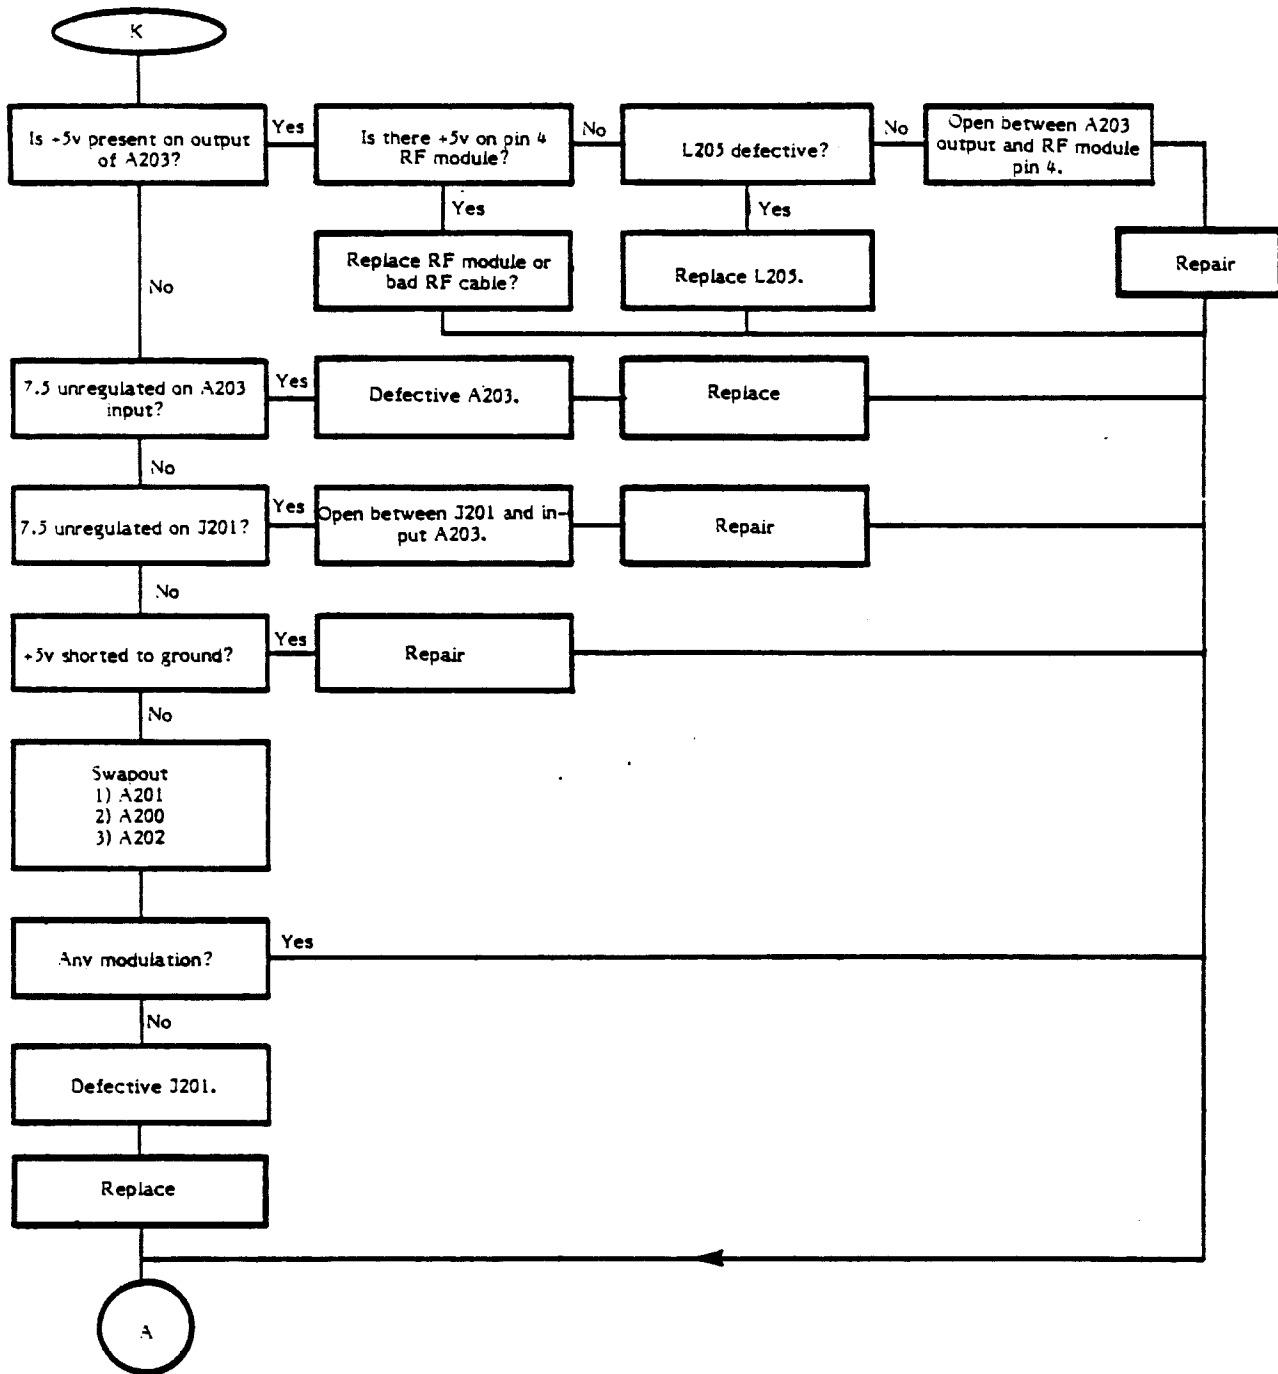 K
Is +5v present on output
of A203?
Yes
Is there +5v on pin 4
RF module?
No
L205 defective?
No
Open between A203
output and RF module
pin 4.
Yes
Yes
Replace RF module or
bad RF cable?
Replace L205.
Repair
No
7.5 unregulated on A203
input?
Yes
Defective A203.
Replace
No
7.5 unregulated on J201?
Yes
Open between J201 and in-
put A203.
Repair
No
+5v shorted to ground?
Yes
Repair
No
Swapout
1) A201
2) A200
3) A202
Any modulation?
Yes
No
Defective J201.
Replace
A